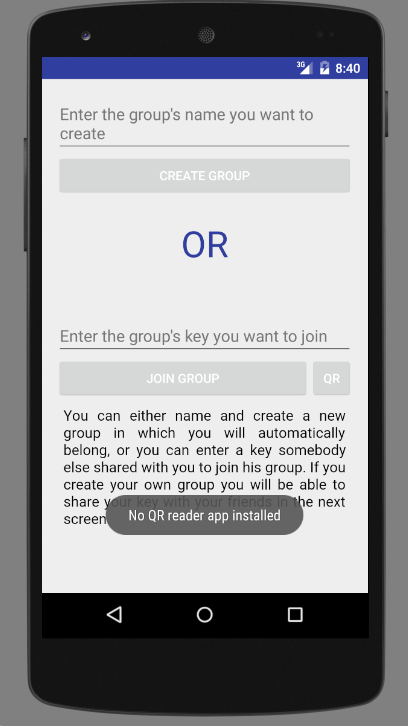 3G 8:40
Enter the group's name you want to
create
CREATE GROUP
OR
Enter the group's key you want to join
JOIN GROUP QR
You can either name and create a new
group in which you will automatically
belong, or you can enter a key somebody
else shared with you to join his group. If you
create your own group you will be able to
share your key with your friends in the next
screen
No QR reader app installed